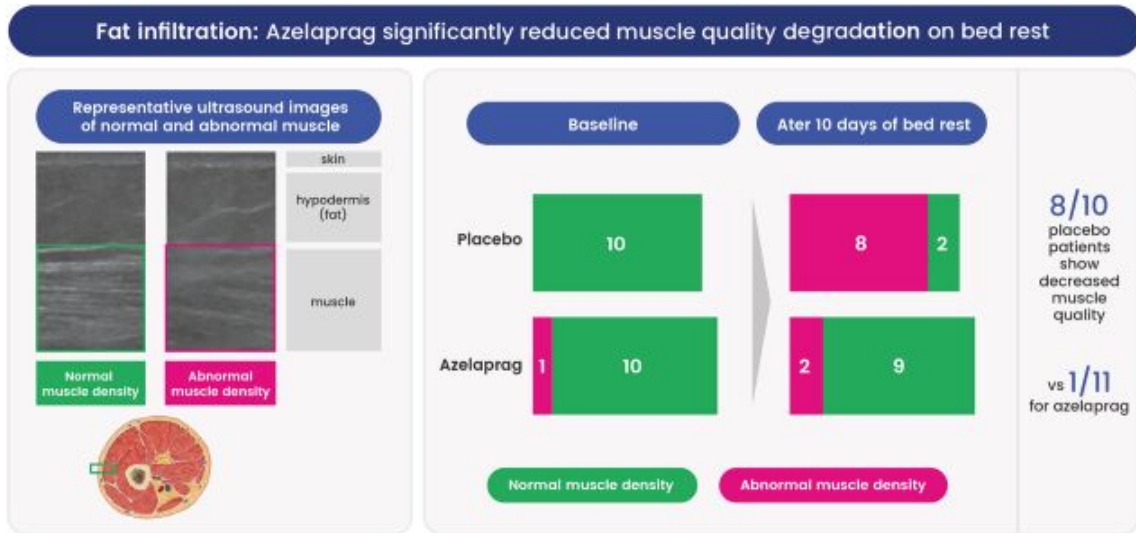 Fat infiltration: Azelaprag significantly reduced muscle quality degradation on bed rest
Representative ultrasound images
of normal and abnormal muscle
skin
hypodermis
(fat)
muscle
Normal
muscle density
Abnormal
muscle density
Baseline
Ater 10 days of bed rest
Placebo
10
8
2
Azelaprag
1
10
2
9
Normal muscle density
Abnormal muscle density
8/10
placebo
patients
show
decreased
muscle
quality
vs 1/11
for azelaprag